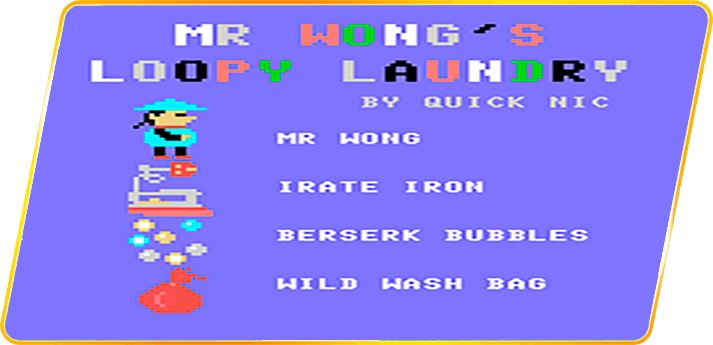 MR WONG'S
LOOPY LAUNDRY
BY QUICK NIC
MR WONG
IRATE IRON
BERSERK BUBBLES
WILD WASH BAG